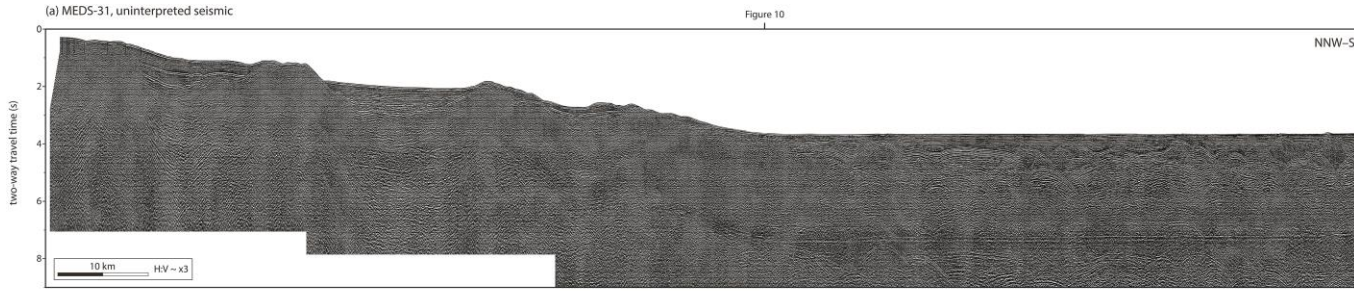 (a) MEDS-31, uninterpreted seismic
Figure 10
NNW–S
0
2
4
6
8
two-way travel time (s)
10 km
H:V ~ x3